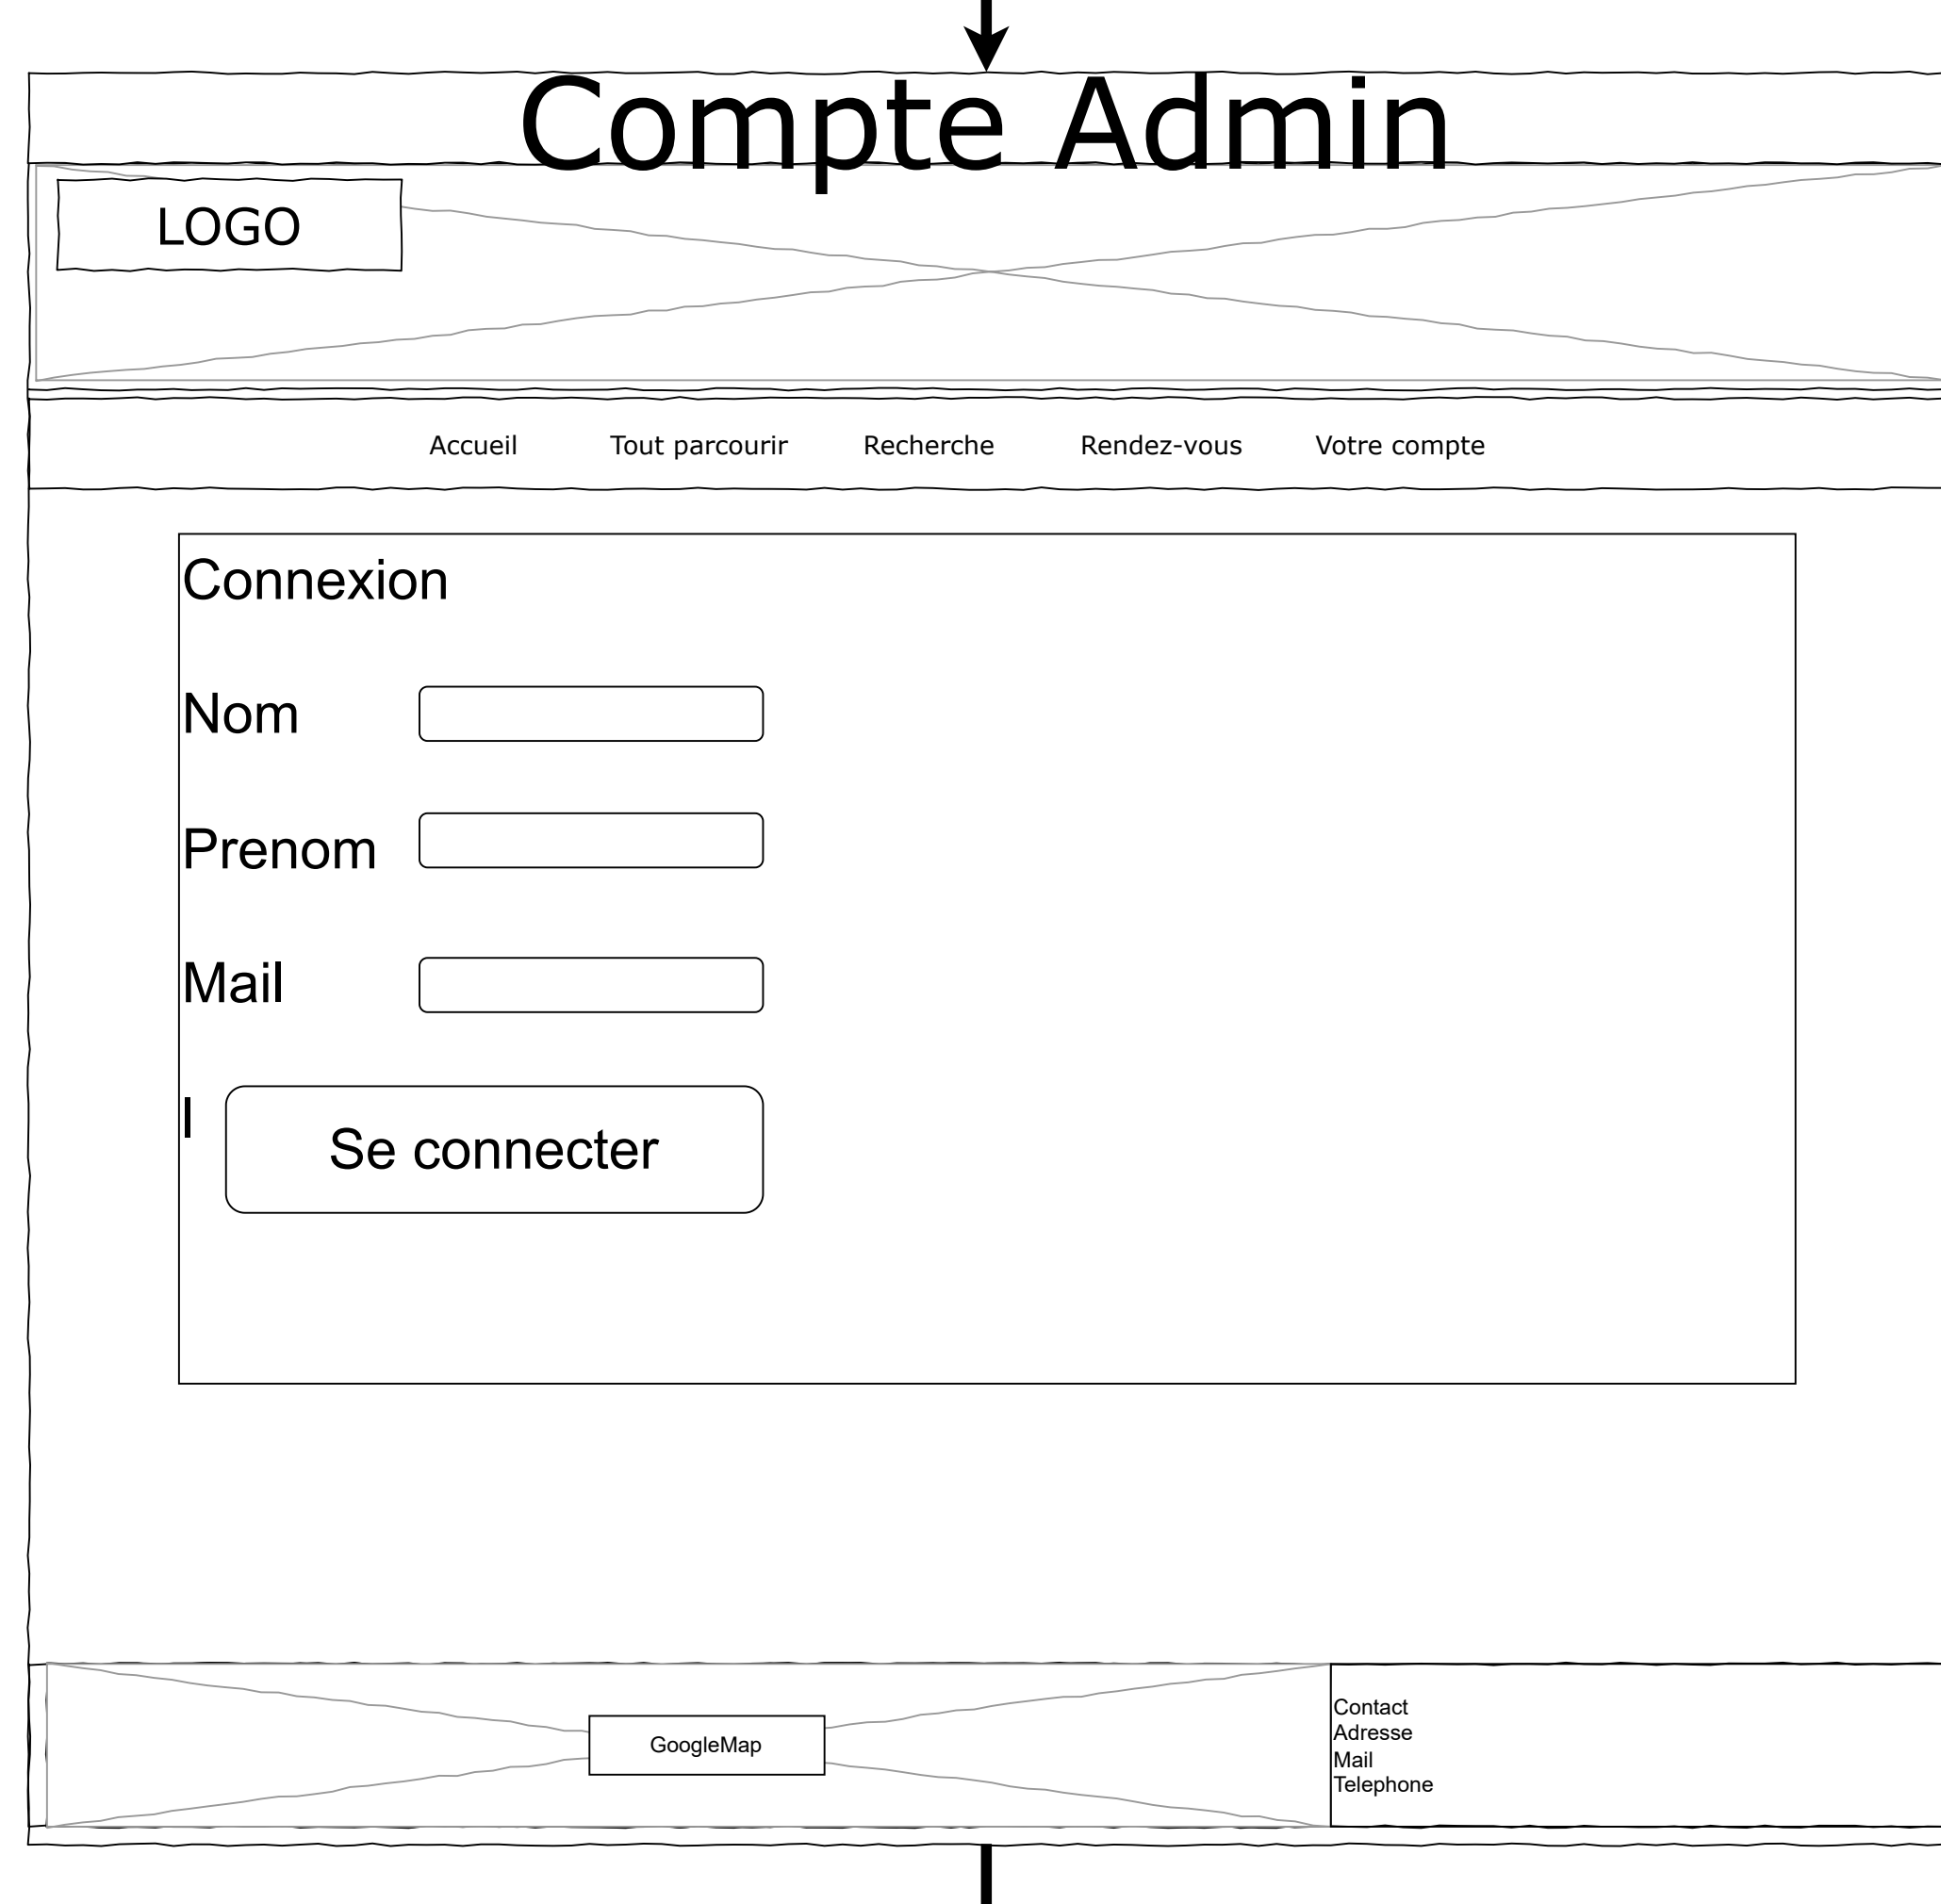 Compte Admin
LOGO
Accueil Tout parcourir Recherche Rendez-vous Votre compte
Connexion
Nom
Prenom
Mail
l
Se connecter
GoogleMap
Contact
Adresse
Mail
Telephone